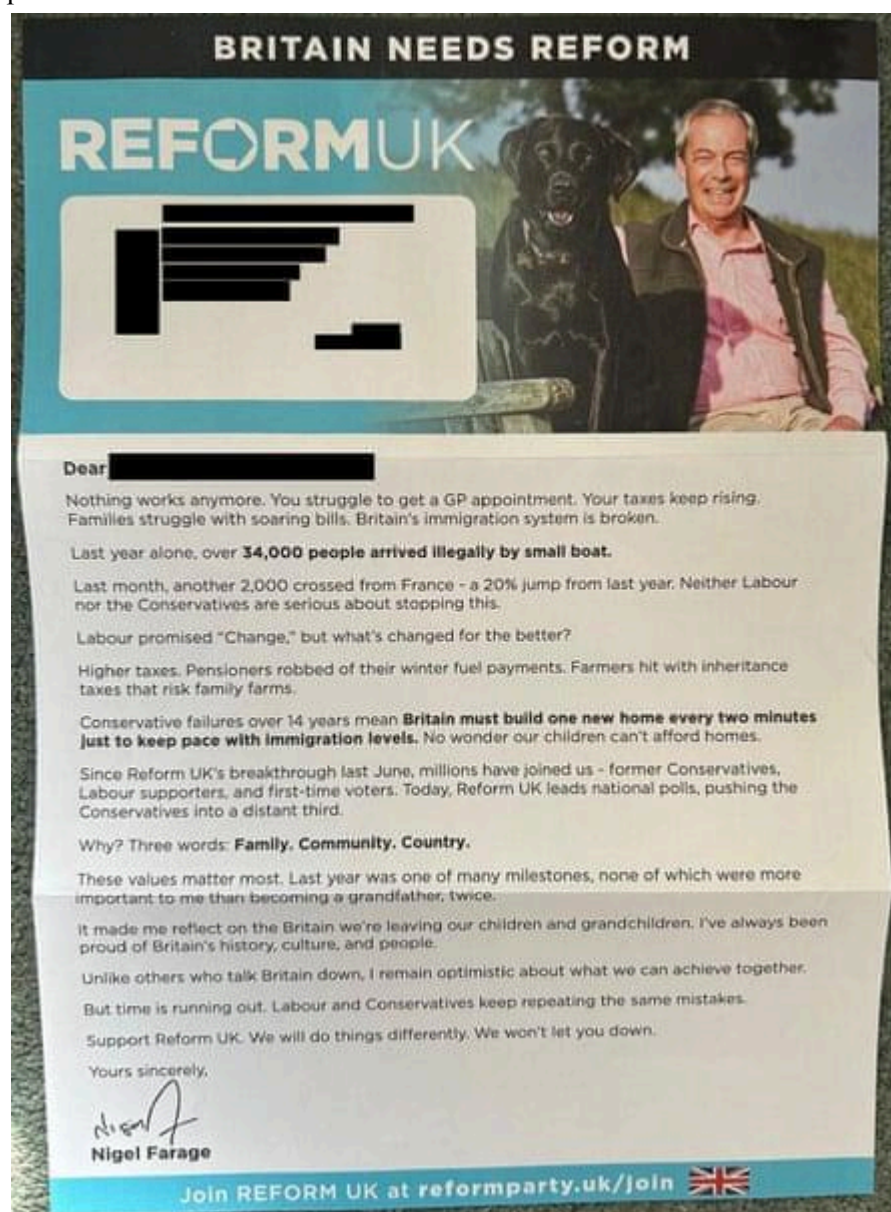 BRITAIN NEEDS REFORM
REFORMUK
Dear
Nothing works anymore. You struggle to get a GP appointment. Your taxes keep rising.
Families struggle with soaring bills. Britain's immigration system is broken.
Last year alone, over 34,000 people arrived illegally by small boat.
Last month, another 2,000 crossed from France - a 20% jump from last year. Neither Labour
nor the Conservatives are serious about stopping this.
Labour promised "Change," but what's changed for the better?
Higher taxes. Pensioners robbed of their winter fuel payments. Farmers hit with inheritance
taxes that risk family farms.
Conservative failures over 14 years mean Britain must build one new home every two minutes
just to keep pace with immigration levels. No wonder our children can't afford homes.
Since Reform UK's breakthrough last June, millions have joined us - former Conservatives,
Labour supporters, and first-time voters. Today, Reform UK leads national polls, pushing the
Conservatives into a distant third.
Why? Three words: Family. Community. Country.
These values matter most. Last year was one of many milestones, none of which were more
important to me than becoming a grandfather, twice.
It made me reflect on the Britain we're leaving our children and grandchildren. I've always been
proud of Britain's history, culture, and people.
Unlike others who talk Britain down, I remain optimistic about what we can achieve together.
But time is running out. Labour and Conservatives keep repeating the same mistakes.
Support Reform UK. We will do things differently. We won't let you down.
Yours sincerely,
Nigel Farage
Join REFORM UK at reformparty.uk/join